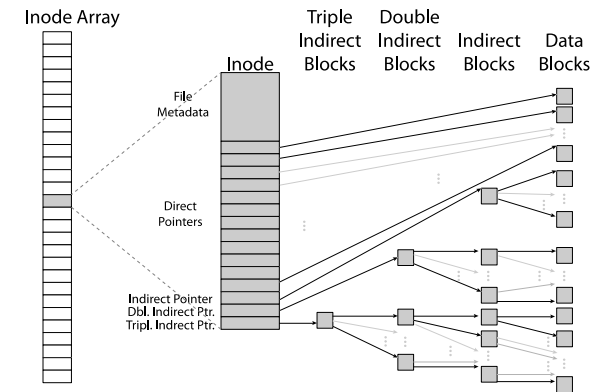 Inode Array
Triple Indirect Blocks
Double Indirect Blocks
Indirect Blocks
Data Blocks
Inode
File Metadata
Direct Pointers
Indirect Pointer
Dbl. Indirect Ptr.
Tripl. Indrect Ptr.